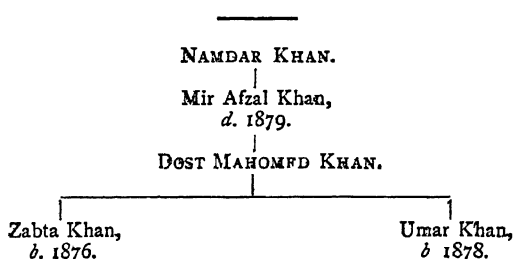 NAMDAR KHAN.
Mir Afzal Khan,
d. 1879.
DOST MAHOMED KHAN.
Zabta Khan,
b. 1876.
Umar Khan,
b 1878.